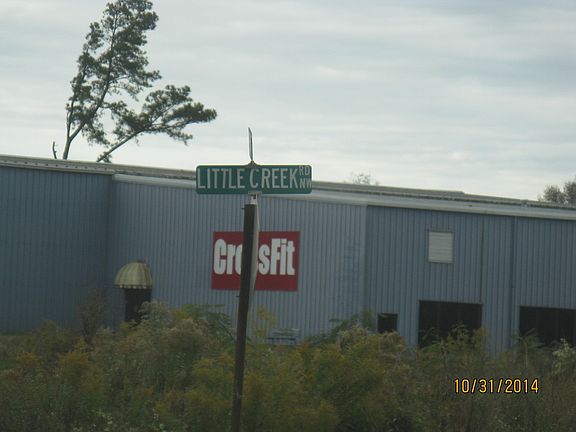 LITTLE CREEK RD NW
CrossFit
10/31/2014